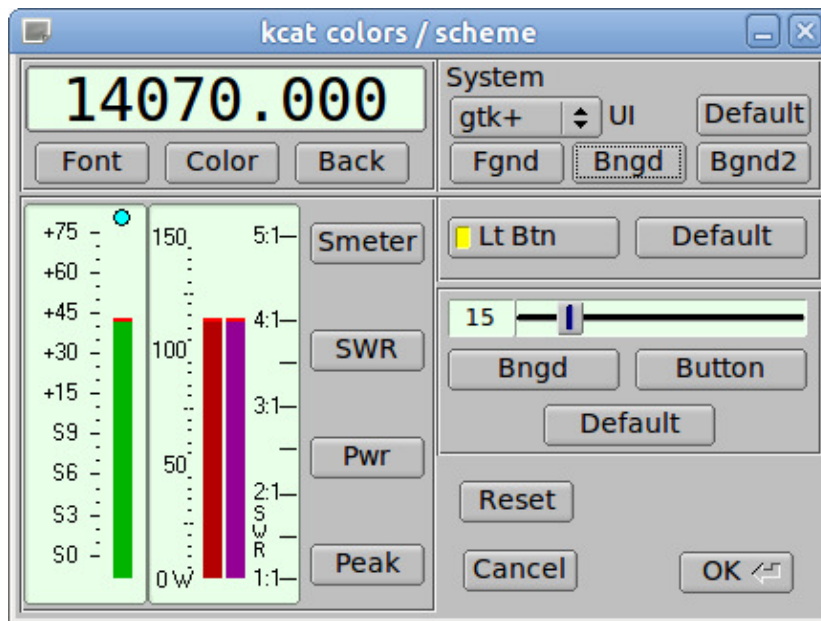 kcat colors / scheme
14070.000
Font Color Back
System
gtk+ UI Default
Fgnd Bngd Bgnd2
+75
+60
+45
+30
+15
S9
S6
S3
S0
150
100
50
0 W
5:1
4:1
3:1
2:1
S
W
R
1:1
Smeter
SWR
Pwr
Peak
Lt Btn Default
15
Bngd Button
Default
Reset
Cancel OK